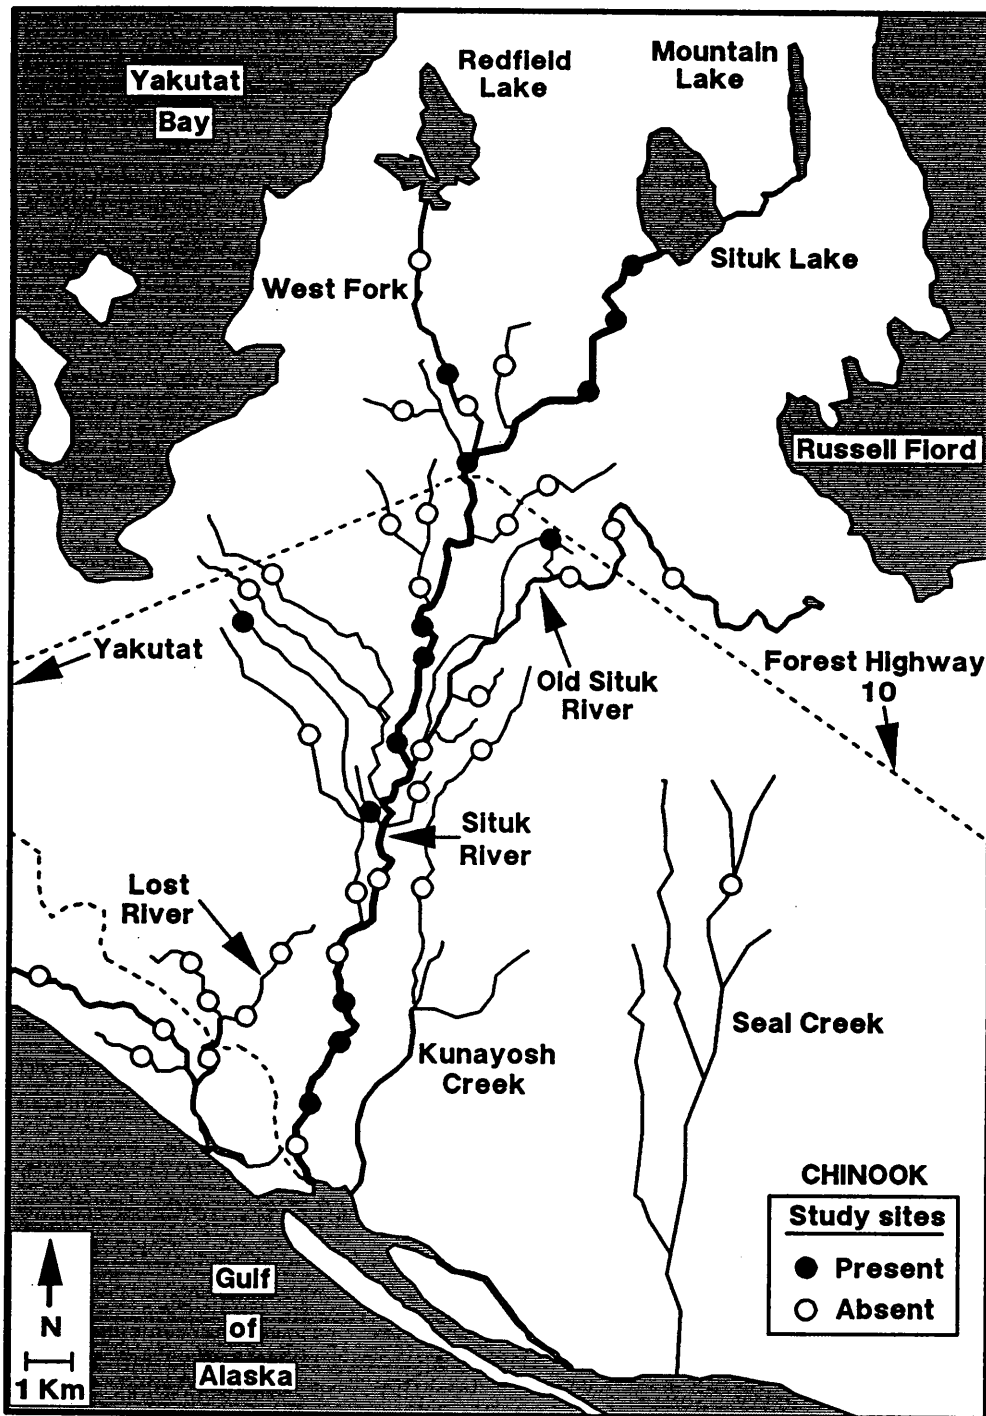 Yakutat
Bay
Redfield
Lake
Mountain
Lake
West Fork
Situk Lake
Russell Fiord
Yakutat
Old Situk
River
Forest Highway
10
Situk
River
Lost
River
Kunayosh
Creek
Seal Creek
CHINOOK
Study sites
Present
Absent
N
1 Km
Gulf
of
Alaska